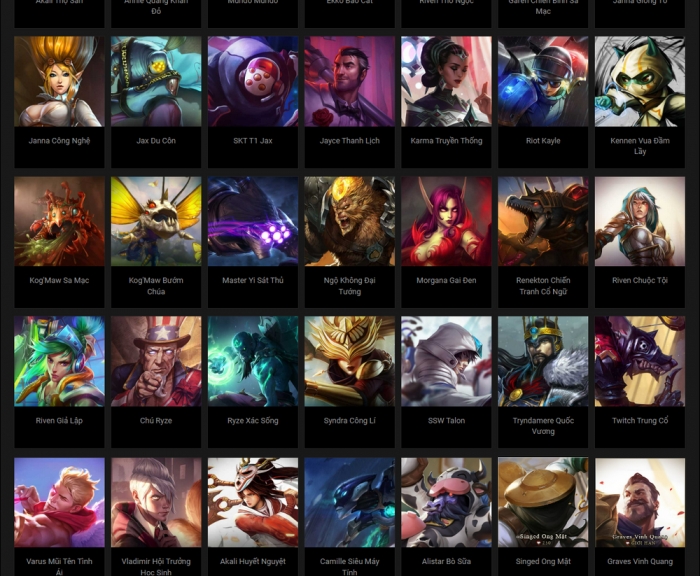 Akali Thợ Săn
Annie Quàng Khăn
Đỏ
Mundo Mundo
Ekko Bão Cát
Riven Thỏ Ngọc
Garen Chiến Binh Sa
Mạc
Janna Giông Tố
Janna Công Nghệ
Jax Du Côn
SKT T1 Jax
Jayce Thanh Lịch
Karma Truyền Thống
Riot Kayle
Kennen Vua Đầm
Lầy
Kog'Maw Sa Mạc
Kog'Maw Bướm
Chúa
Master Yi Sát Thủ
Ngộ Không Đại
Tướng
Morgana Gai Đen
Renekton Chiến
Tranh Cổ Ngữ
Riven Chuộc Tội
Riven Giả Lập
Chú Ryze
Ryze Xác Sống
Syndra Công Lí
SSW Talon
Tryndamere Quốc
Vương
Twitch Trung Cổ
Singed Ong Mật
Graves Vinh Quang
Varus Mũi Tên Tình
Ái
Vladimir Hội Trưởng
Học Sinh
Akali Huyết Nguyệt
Camille Siêu Máy
Tính
Alistar Bò Sữa
Singed Ong Mật
Graves Vinh Quang